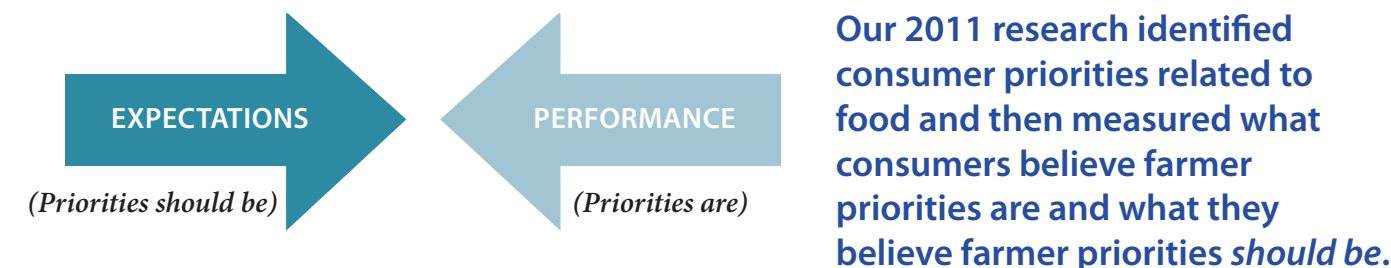 EXPECTATIONS
(Priorities should be)
PERFORMANCE
(Priorities are)
Our 2011 research identified
consumer priorities related to
food and then measured what
consumers believe farmer
priorities are and what they
believe farmer priorities should be.